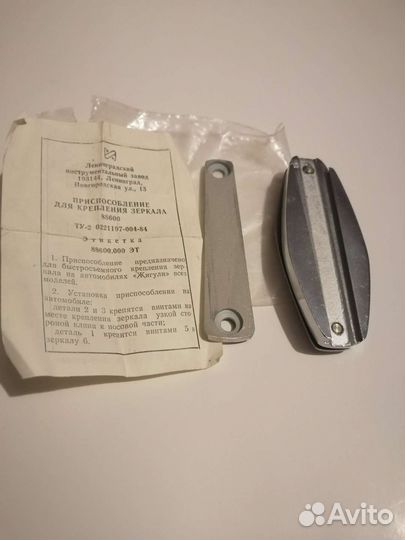 Ленинградский
инструментальный завод
193144, Ленинград,
Новгородская ул., 13
ПРИСПОСОБЛЕНИЕ
ДЛЯ КРЕПЛЕНИЯ ЗЕРКАЛА
88600
ТУ-2 0221197-004-84
Этикетка
88600,000 ЭТ
1. Приспособление предназначено
для быстросъемного крепления зер
кала на автомобилях «Жигули» всех
моделей.
2. Установка приспособления на
автомобиле:
детали 2 и 3 крепятся винтами на
место крепления зеркала узкой сто
роной клина к носовой части;
деталь 1 крепится винтами 5 к
зеркалу 6.
Avito